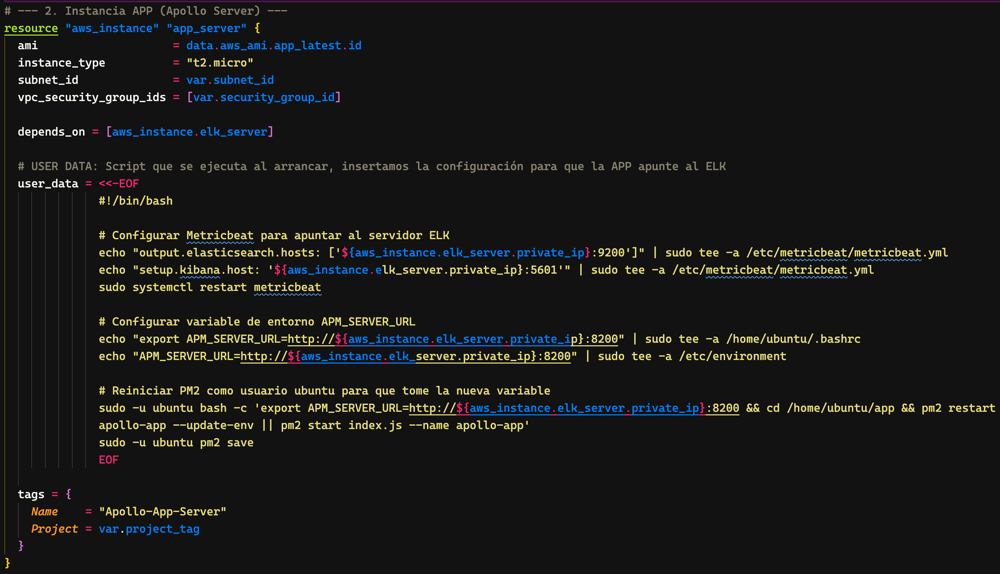 # --- 2. Instancia APP (Apollo Server) ---
resource "aws_instance" "app_server" {
  ami                    = data.aws_ami.app_latest.id
  instance_type          = "t2.micro"
  subnet_id              = var.subnet_id
  vpc_security_group_ids = [var.security_group_id]

  depends_on = [aws_instance.elk_server]

  # USER DATA: Script que se ejecuta al arrancar, insertamos la configuración para que la APP apunte al ELK
  user_data = <<-EOF
              #!/bin/bash

              # Configurar Metricbeat para apuntar al servidor ELK
              echo "output.elasticsearch.hosts: ['${aws_instance.elk_server.private_ip}:9200']" | sudo tee -a /etc/metricbeat/metricbeat.yml
              echo "setup.kibana.host: '${aws_instance.elk_server.private_ip}:5601'" | sudo tee -a /etc/metricbeat/metricbeat.yml
              sudo systemctl restart metricbeat

              # Configurar variable de entorno APM_SERVER_URL
              echo "export APM_SERVER_URL=http://${aws_instance.elk_server.private_ip}:8200" | sudo tee -a /home/ubuntu/.bashrc
              echo "APM_SERVER_URL=http://${aws_instance.elk_server.private_ip}:8200" | sudo tee -a /etc/environment

              # Reiniciar PM2 como usuario ubuntu para que tome la nueva variable
              sudo -u ubuntu bash -c 'export APM_SERVER_URL=http://${aws_instance.elk_server.private_ip}:8200 && cd /home/ubuntu/app && pm2 restart
              apollo-app --update-env || pm2 start index.js --name apollo-app'
              sudo -u ubuntu pm2 save
              EOF

  tags = {
    Name    = "Apollo-App-Server"
    Project = var.project_tag
  }
}